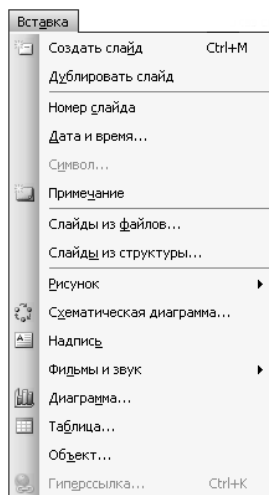 Вставка
Создать слайд Ctrl+M
Дублировать слайд
Номер слайда
Дата и время...
Символ...
Примечание
Слайды из файлов...
Слайды из структуры...
Рисунок
Схематическая диаграмма...
Надпись
Фильмы и звук
Диаграмма...
Таблица...
Объект...
Гиперссылка... Ctrl+K